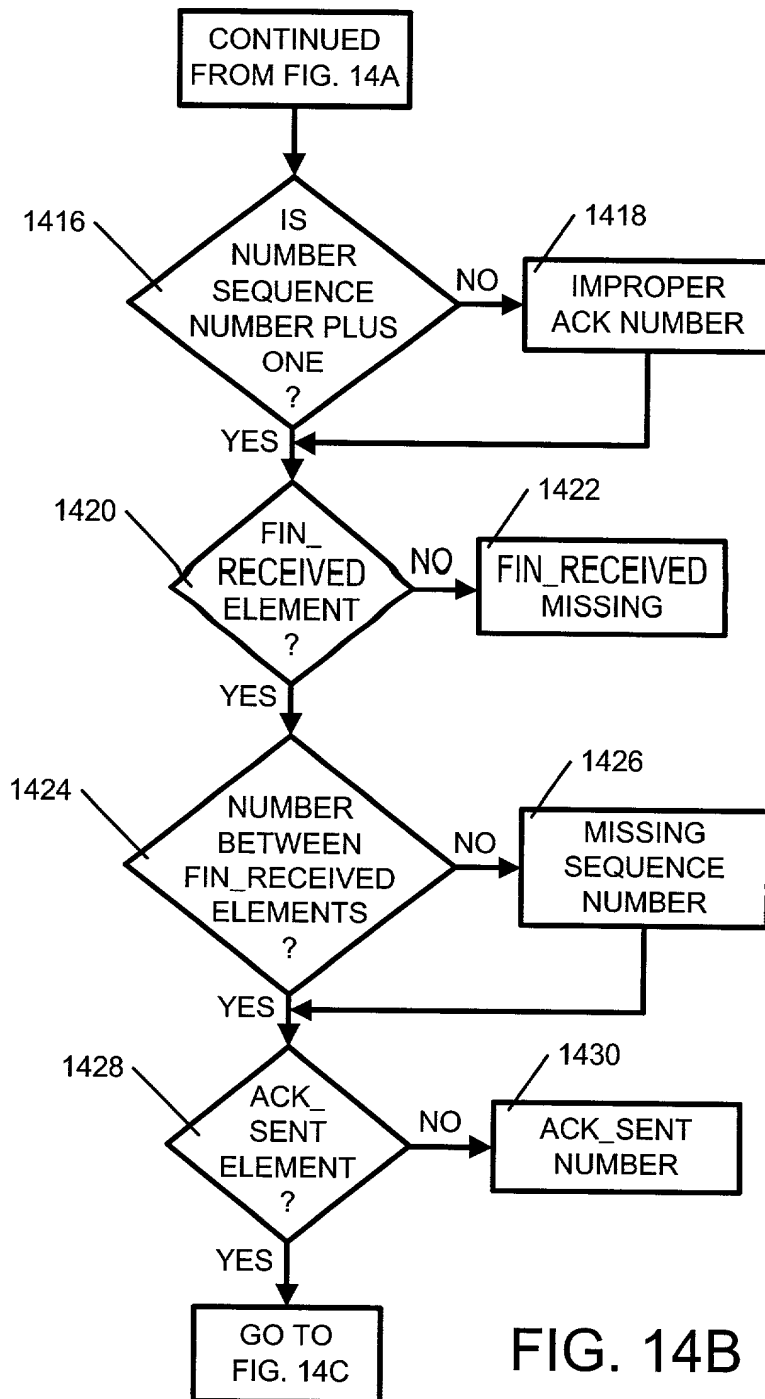 CONTINUED
FROM FIG. 14A
1416
IS
NUMBER
SEQUENCE
NUMBER PLUS
ONE
?
NO
1418
IMPROPER
ACK NUMBER
YES
1420
FIN_
RECEIVED
ELEMENT
?
NO
1422
FIN_RECEIVED
MISSING
YES
1424
NUMBER
BETWEEN
FIN_RECEIVED
ELEMENTS
?
NO
1426
MISSING
SEQUENCE
NUMBER
YES
1428
ACK_
SENT
ELEMENT
?
NO
1430
ACK_SENT
NUMBER
YES
GO TO
FIG. 14C
FIG. 14B